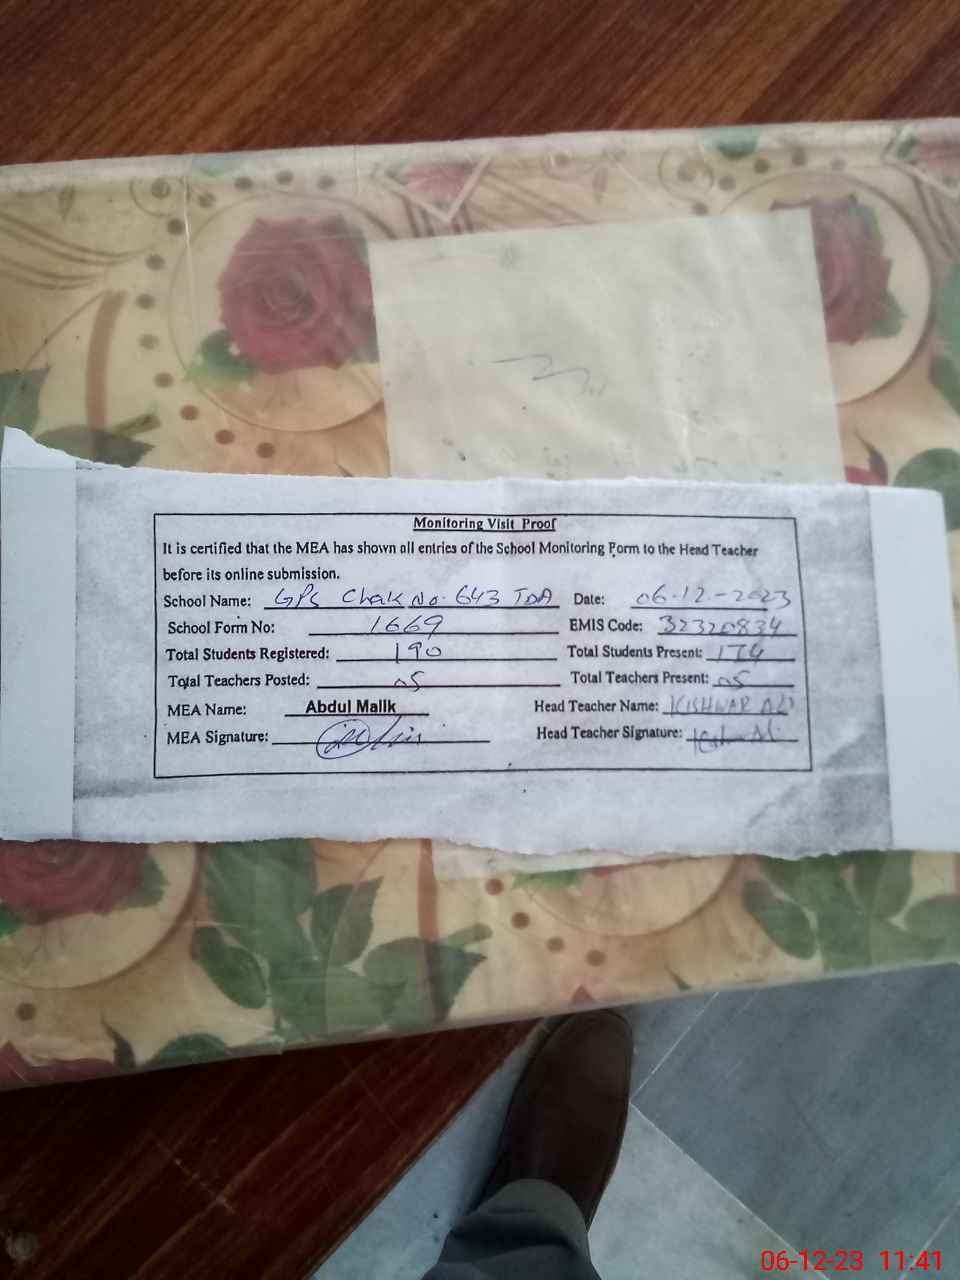 Monitoring Visit Proof
It is certified that the MEA has shown all entries of the School Monitoring Form to the Head Teacher
before its online submission.
School Name: GPS Chak No. 643 TDA Date: 06-12-2023
School Form No: 1669 EMIS Code: 32320834
Total Students Registered: 190 Total Students Present: 174
Total Teachers Posted: 05 Total Teachers Present: 05
MEA Name: Abdul Malik Head Teacher Name: KISHWAR ALI
MEA Signature: Head Teacher Signature:
06-12-23 11:41